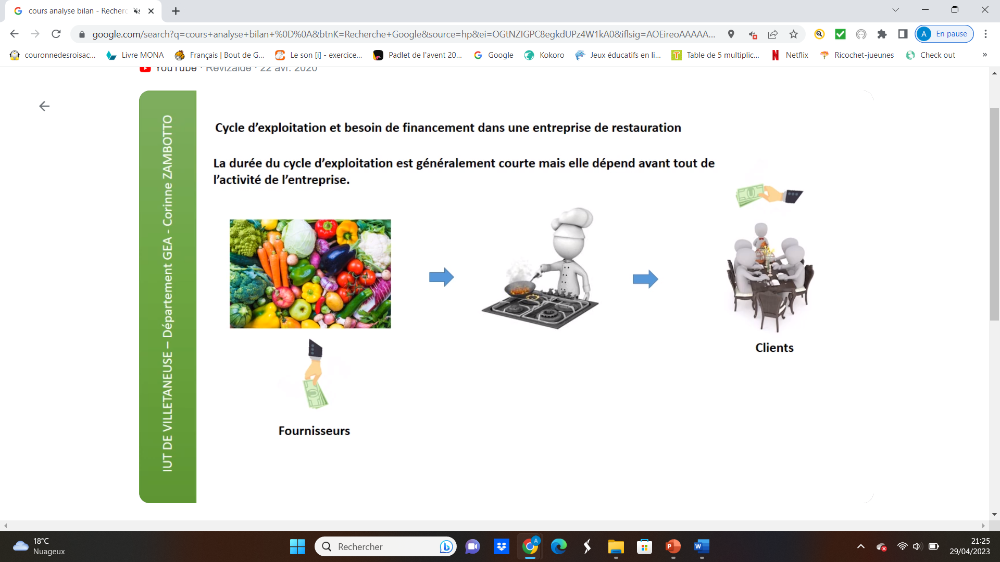 cours analyse bilan - Recherc
google.com/search?q=cours+analyse+bilan+%0D%0A&btnK=Recherche+Google&source=hp&ei=OGtNZIGPC8egkdUPz4W1kA0&iflsig=AOEireoAAAAA...
A En pause
couronnedesroisac... Livre MONA Français | Bout de G... Le son [i] - exercice... Padlet de l'avent 20... Google Kokoro Jeux éducatifs en li... Table de 5 multiplic... Netflix Ricochet-jueunes Check out »
YouTube · Revizaide · 22 avr. 2020
IUT DE VILLETANEUSE – Département GEA - Corinne ZAMBOTTO
Cycle d’exploitation et besoin de financement dans une entreprise de restauration
La durée du cycle d’exploitation est généralement courte mais elle dépend avant tout de
l’activité de l’entreprise.
Clients
Fournisseurs
18°C
Nuageux
Rechercher
21:25
29/04/2023